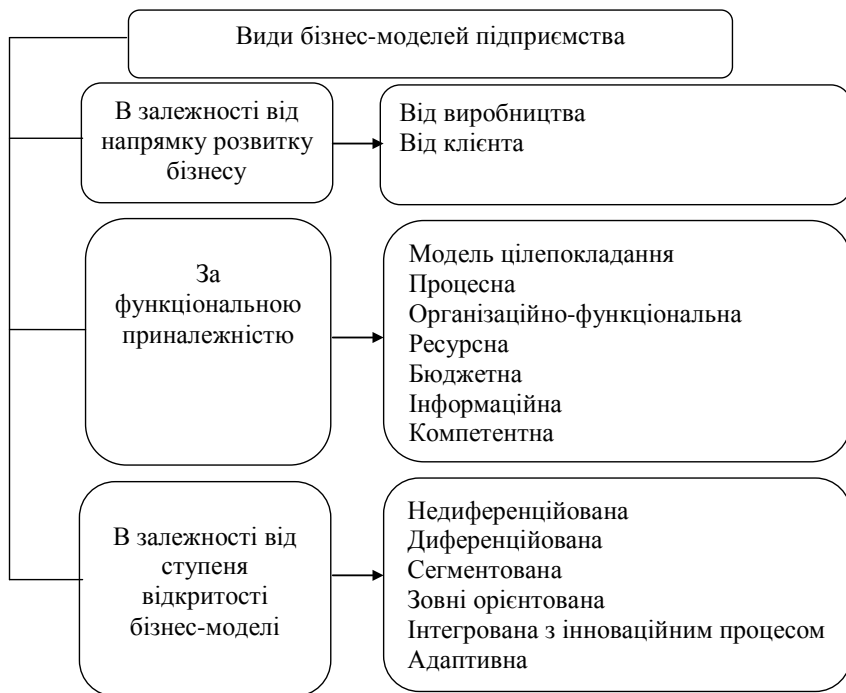 Види бізнес-моделей підприємства
В залежності від
напрямку розвитку
бізнесу
Від виробництва
Від клієнта
За
функціональною
приналежністю
Модель цілепокладання
Процесна
Організаційно-функціональна
Ресурсна
Бюджетна
Інформаційна
Компетентна
В залежності від
ступеня
відкритості
бізнес-моделі
Недиференційована
Диференційована
Сегментована
Зовні орієнтована
Інтегрована з інноваційним процесом
Адаптивна